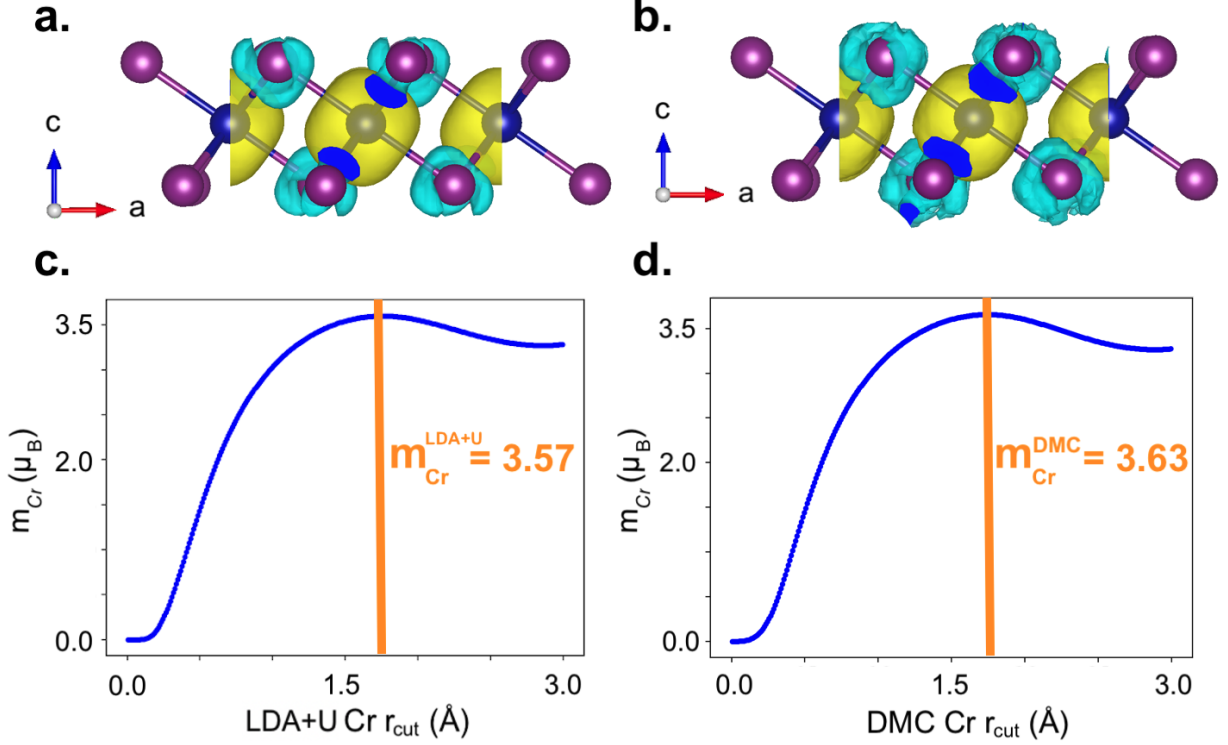 a.
b.
c
a
c
a
c.
d.
3.5
2.0
0.0
m_Cr (μ_B)
m_Cr^LDA+U = 3.57
0.0 1.5 3.0
LDA+U Cr r_cut (Å)
3.5
2.0
0.0
m_Cr (μ_B)
m_Cr^DMC = 3.63
0.0 1.5 3.0
DMC Cr r_cut (Å)